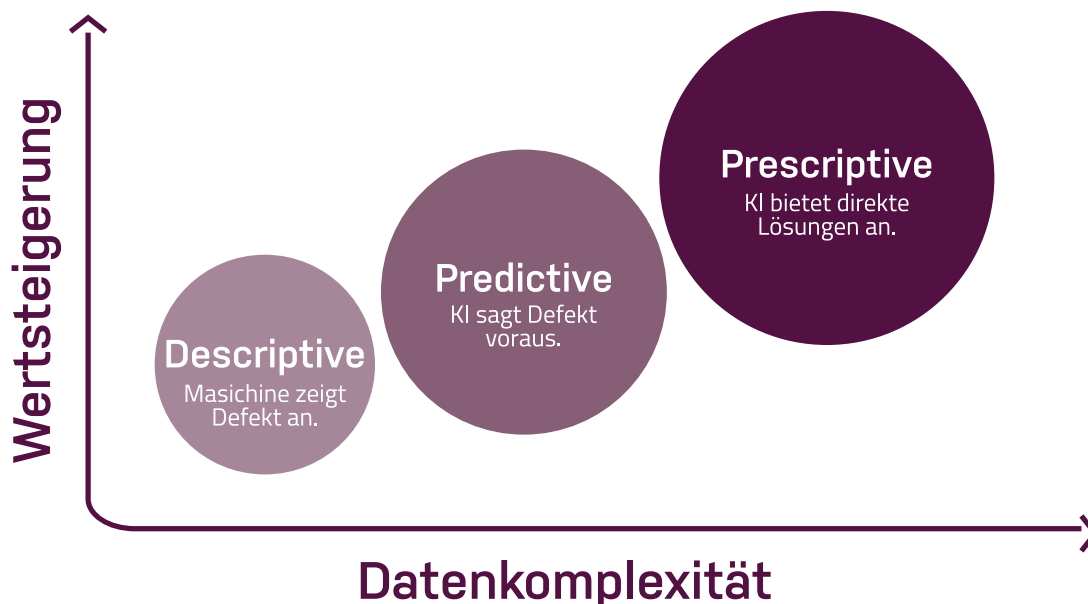 Wertsteigerung
Descriptive
Masichine zeigt
Defekt an.
Predictive
KI sagt Defekt
voraus.
Prescriptive
KI bietet direkte
Lösungen an.
Datenkomplexität